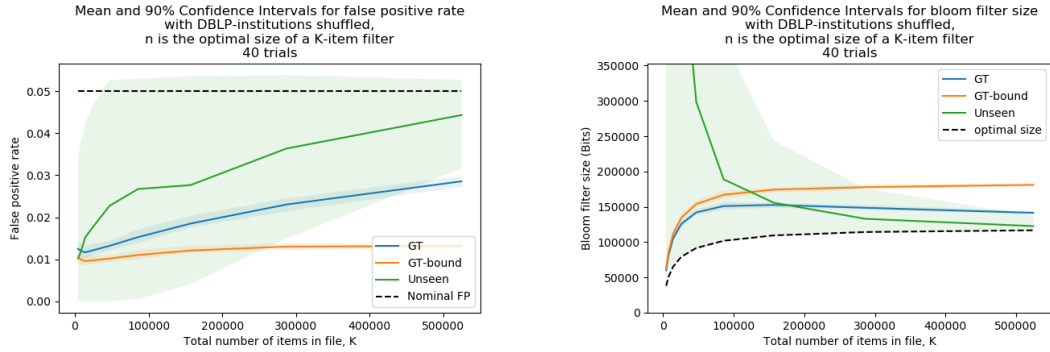 Mean and 90% Confidence Intervals for false positive rate
with DBLP-institutions shuffled,
n is the optimal size of a K-item filter
40 trials
False positive rate
0.05
0.04
0.03
0.02
0.01
0.00
GT
GT-bound
Unseen
Nominal FP
0
100000
200000
300000
400000
500000
Total number of items in file, K
Mean and 90% Confidence Intervals for bloom filter size
with DBLP-institutions shuffled,
n is the optimal size of a K-item filter
40 trials
Bloom filter size (Bits)
350000
300000
250000
200000
150000
100000
50000
0
GT
GT-bound
Unseen
optimal size
0
100000
200000
300000
400000
500000
Total number of items in file, K